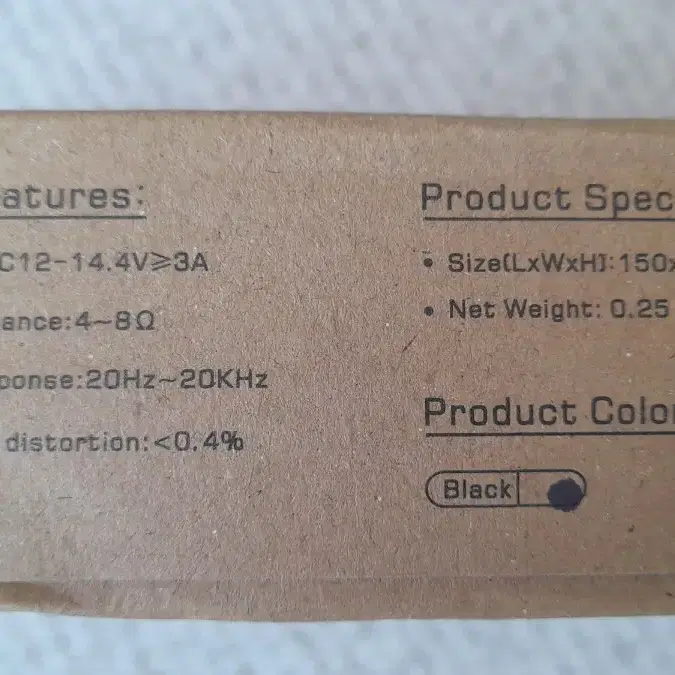 atures:
C12-14.4V≥3A
ance:4~8Ω
ponse:20Hz~20KHz
distortion:<0.4%
Product Spec
• Size(LxWxH):150x
• Net Weight: 0.25
Product Color
Black